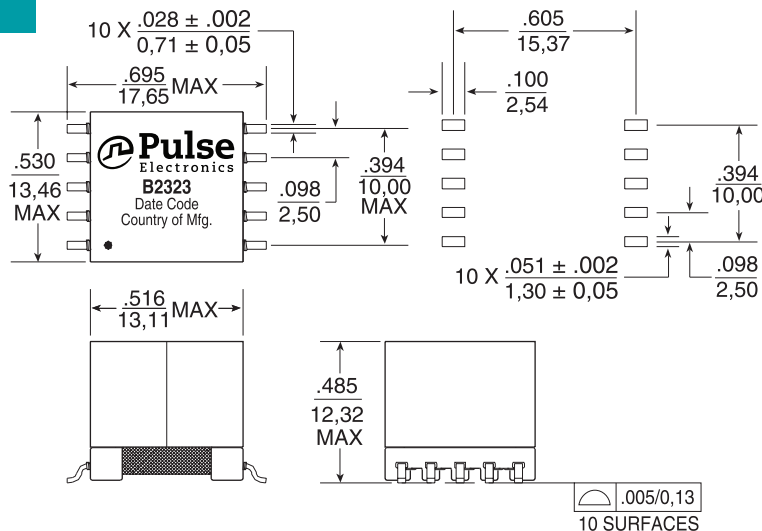 10 X .028 ± .002
0,71 ± 0,05
.695
17,65 MAX
.530
13,46
MAX
Pulse
Electronics
B2323
Date Code
Country of Mfg.
.098
2,50
.394
10,00
MAX
.605
15,37
.100
2,54
.394
10,00
10 X .051 ± .002
1,30 ± 0,05
.098
2,50
.516
13,11 MAX
.485
12,32
MAX
.005/0,13
10 SURFACES